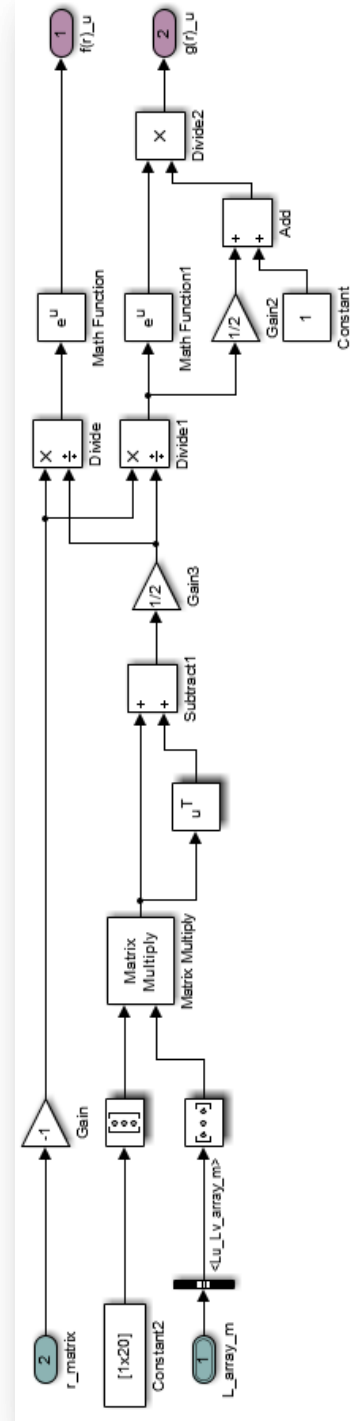 2
r_matrix
-1
Gain
[1x20]
Constant2
1
L_array_m
<Lu_Lv_array_m>
Matrix
Multiply
Matrix Multiply
u^T
+
+
Subtract1
1/2
Gain3
×
÷
Divide
×
÷
Divide1
e^u
Math Function
e^u
Math Function1
1/2
Gain2
1
Constant
+
+
Add
×
Divide2
1
f(r)_u
2
g(r)_u